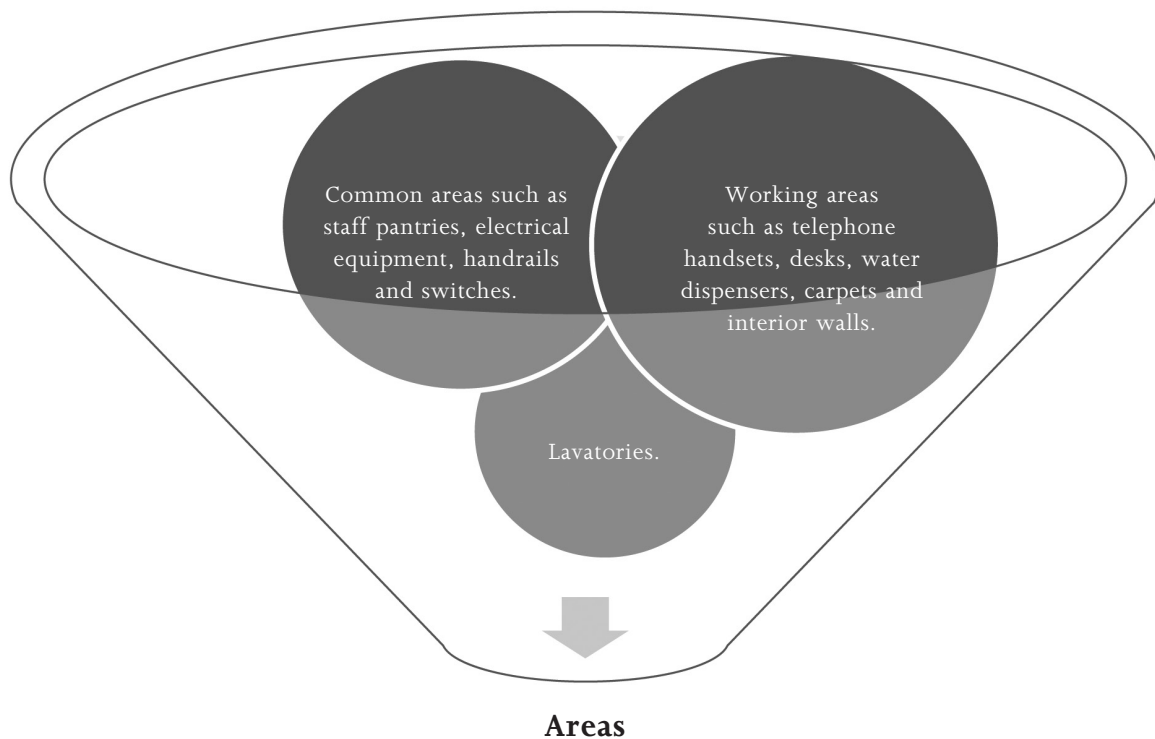 Common areas such as
staff pantries, electrical
equipment, handrails
and switches.
Working areas
such as telephone
handsets, desks, water
dispensers, carpets and
interior walls.
Lavatories.
Areas